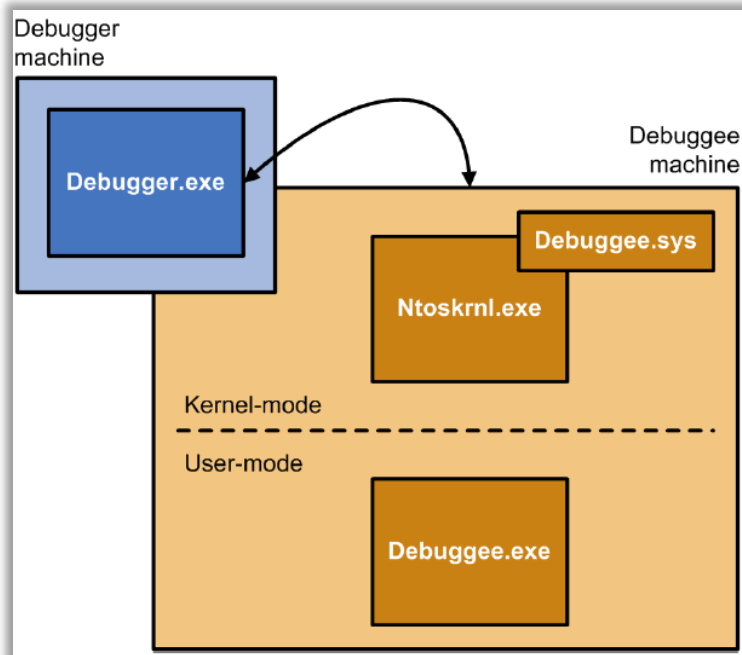 Debugger
machine
Debugger.exe
Debuggee
machine
Debuggee.sys
Ntoskrnl.exe
Kernel-mode
User-mode
Debuggee.exe